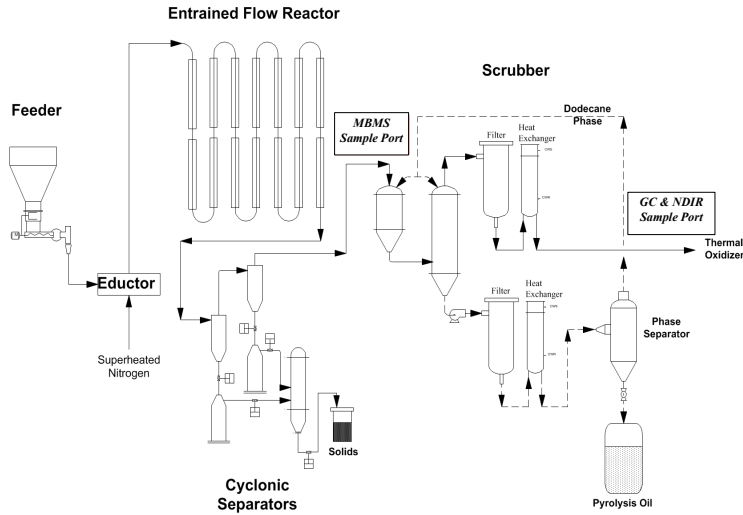 Entrained Flow Reactor
Scrubber
Feeder
Dodecane
Phase
MBMS
Sample Port
Filter
Heat
Exchanger
GC & NDIR
Sample Port
Thermal
Oxidizer
Eductor
Filter
Heat
Exchanger
Phase
Separator
Superheated
Nitrogen
Solids
Cyclonic
Separators
Pyrolysis Oil